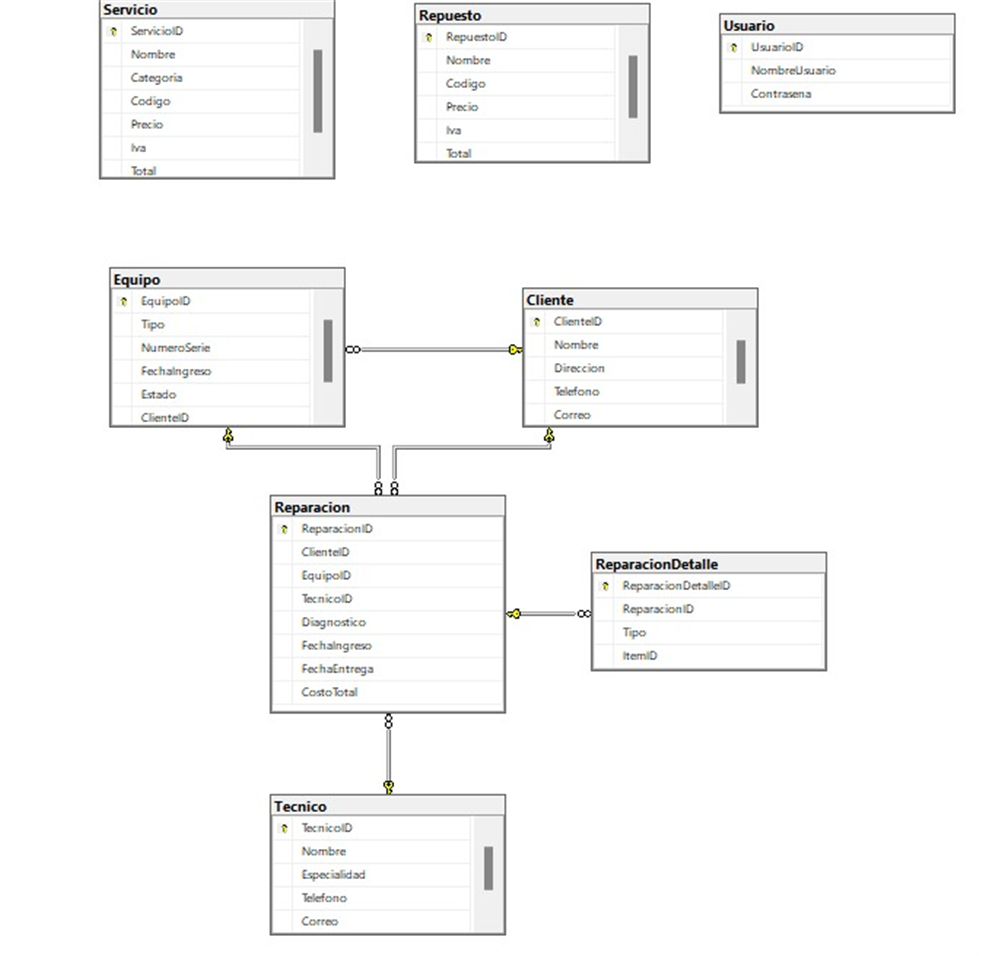 Servicio
ServicioID
Nombre
Categoria
Codigo
Precio
Iva
Total
Repuesto
RepuestoID
Nombre
Codigo
Precio
Iva
Total
Usuario
UsuarioID
NombreUsuario
Contrasena
Equipo
EquipoID
Tipo
NumeroSerie
FechaIngreso
Estado
ClienteID
Cliente
ClienteID
Nombre
Direccion
Telefono
Correo
Reparacion
ReparacionID
ClienteID
EquipoID
TecnicoID
Diagnostico
FechaIngreso
FechaEntrega
CostoTotal
ReparacionDetalle
ReparacionDetalleID
ReparacionID
Tipo
ItemID
Tecnico
TecnicoID
Nombre
Especialidad
Telefono
Correo